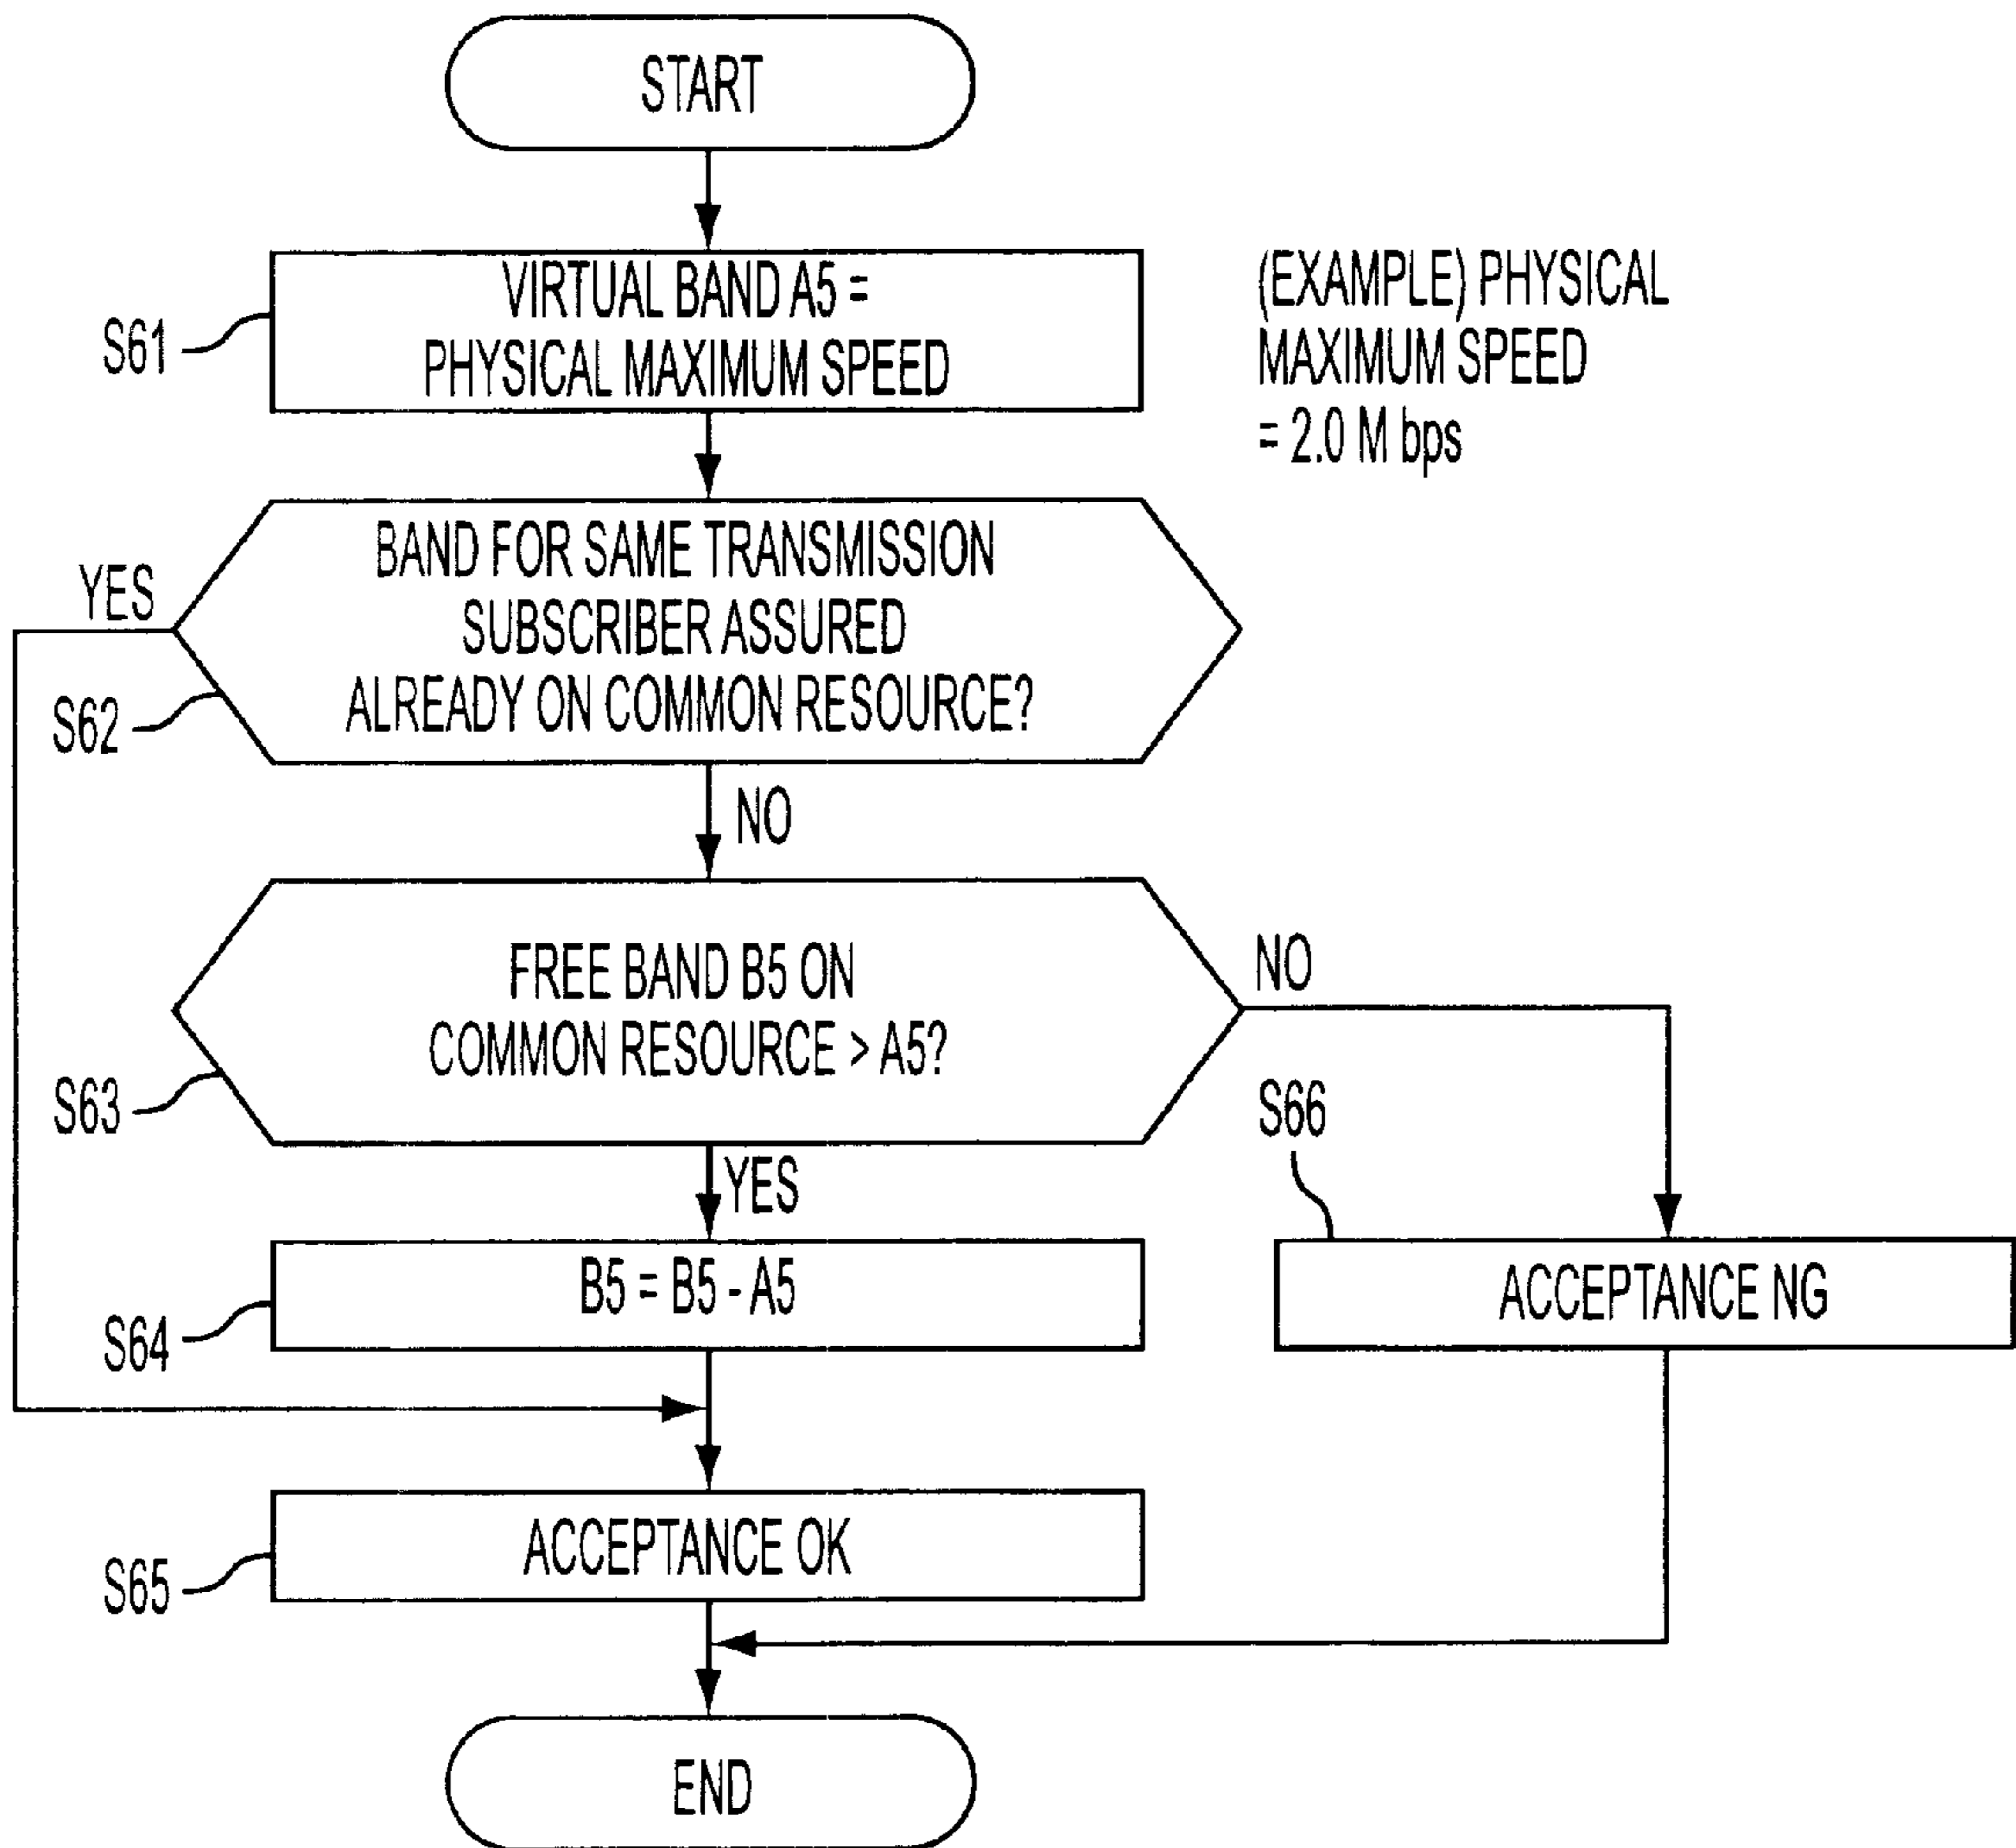 START
VIRTUAL BAND A5 =
PHYSICAL MAXIMUM SPEED
S61
(EXAMPLE) PHYSICAL
MAXIMUM SPEED
= 2.0 M bps
BAND FOR SAME TRANSMISSION
SUBSCRIBER ASSURED
ALREADY ON COMMON RESOURCE?
YES
S62
NO
FREE BAND B5 ON
COMMON RESOURCE > A5?
NO
S63
YES
S66
B5 = B5 - A5
S64
ACCEPTANCE NG
ACCEPTANCE OK
S65
END